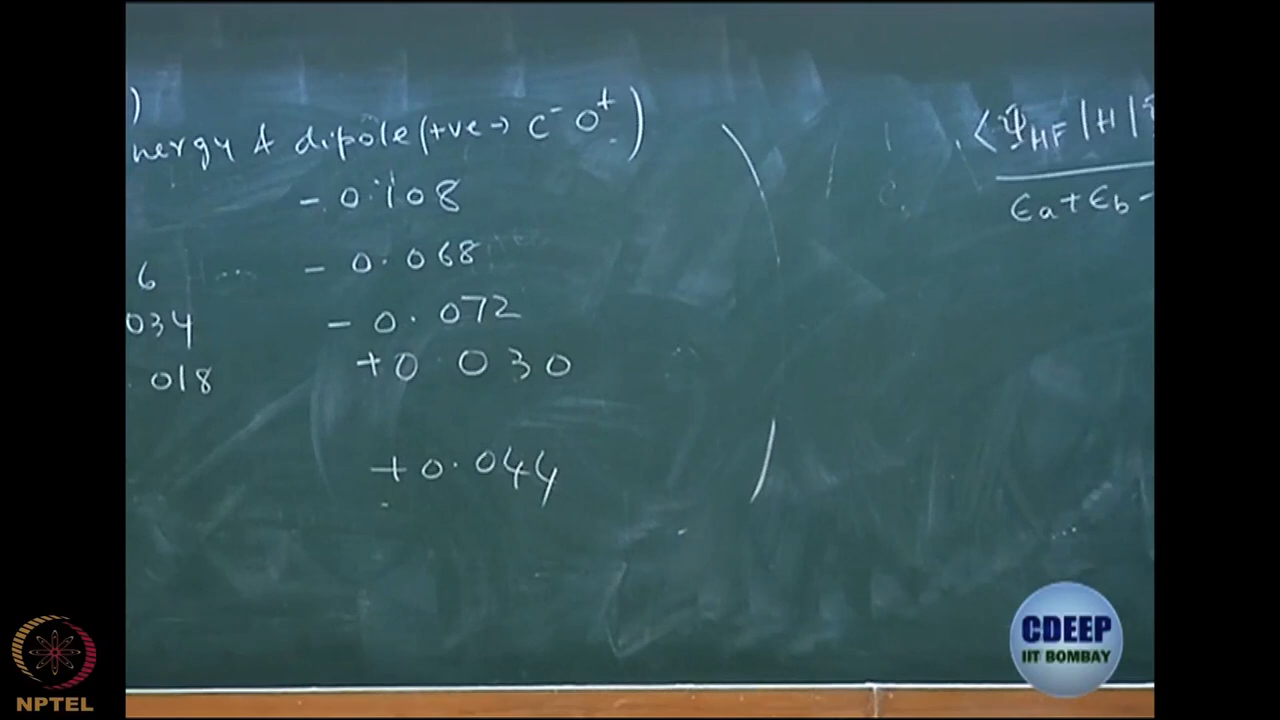 )
nergy & dipole (+ve → C⁻ O⁺)
- 0.108
6 ... - 0.068
034 - 0.072
.018 + 0.030
+ 0.044
⟨Ψ_HF | H |
ϵ_a + ϵ_b -
CDEEP
IIT BOMBAY
NPTEL